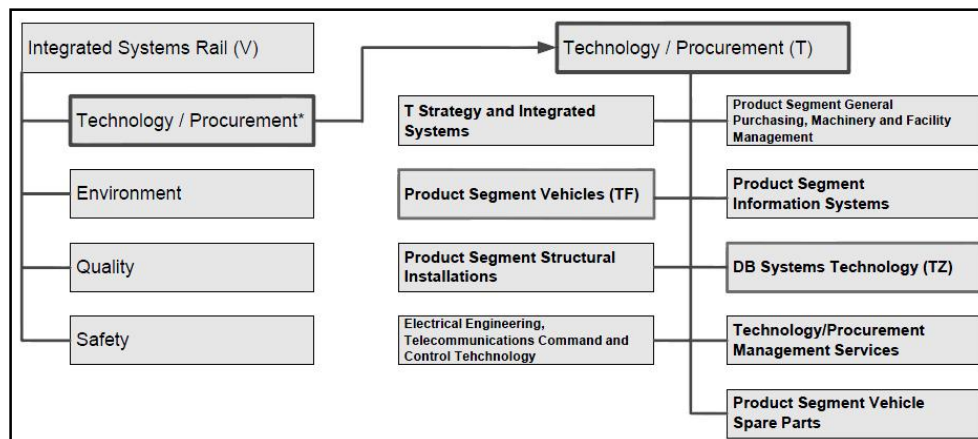 Integrated Systems Rail (V)
Technology / Procurement*
Environment
Quality
Safety
Technology / Procurement (T)
T Strategy and Integrated
Systems
Product Segment General
Purchasing, Machinery and Facility
Management
Product Segment Vehicles (TF)
Product Segment
Information Systems
Product Segment Structural
Installations
DB Systems Technology (TZ)
Electrical Engineering,
Telecommunications Command and
Control Tehchnology
Technology/Procurement
Management Services
Product Segment Vehicle
Spare Parts